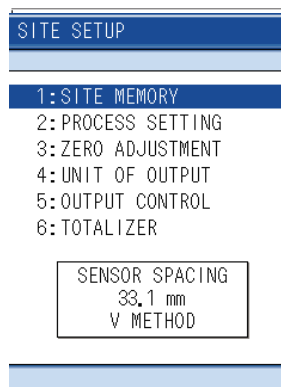 SITE SETUP
1:SITE MEMORY
2:PROCESS SETTING
3:ZERO ADJUSTMENT
4:UNIT OF OUTPUT
5:OUTPUT CONTROL
6:TOTALIZER
SENSOR SPACING
33.1 mm
V METHOD